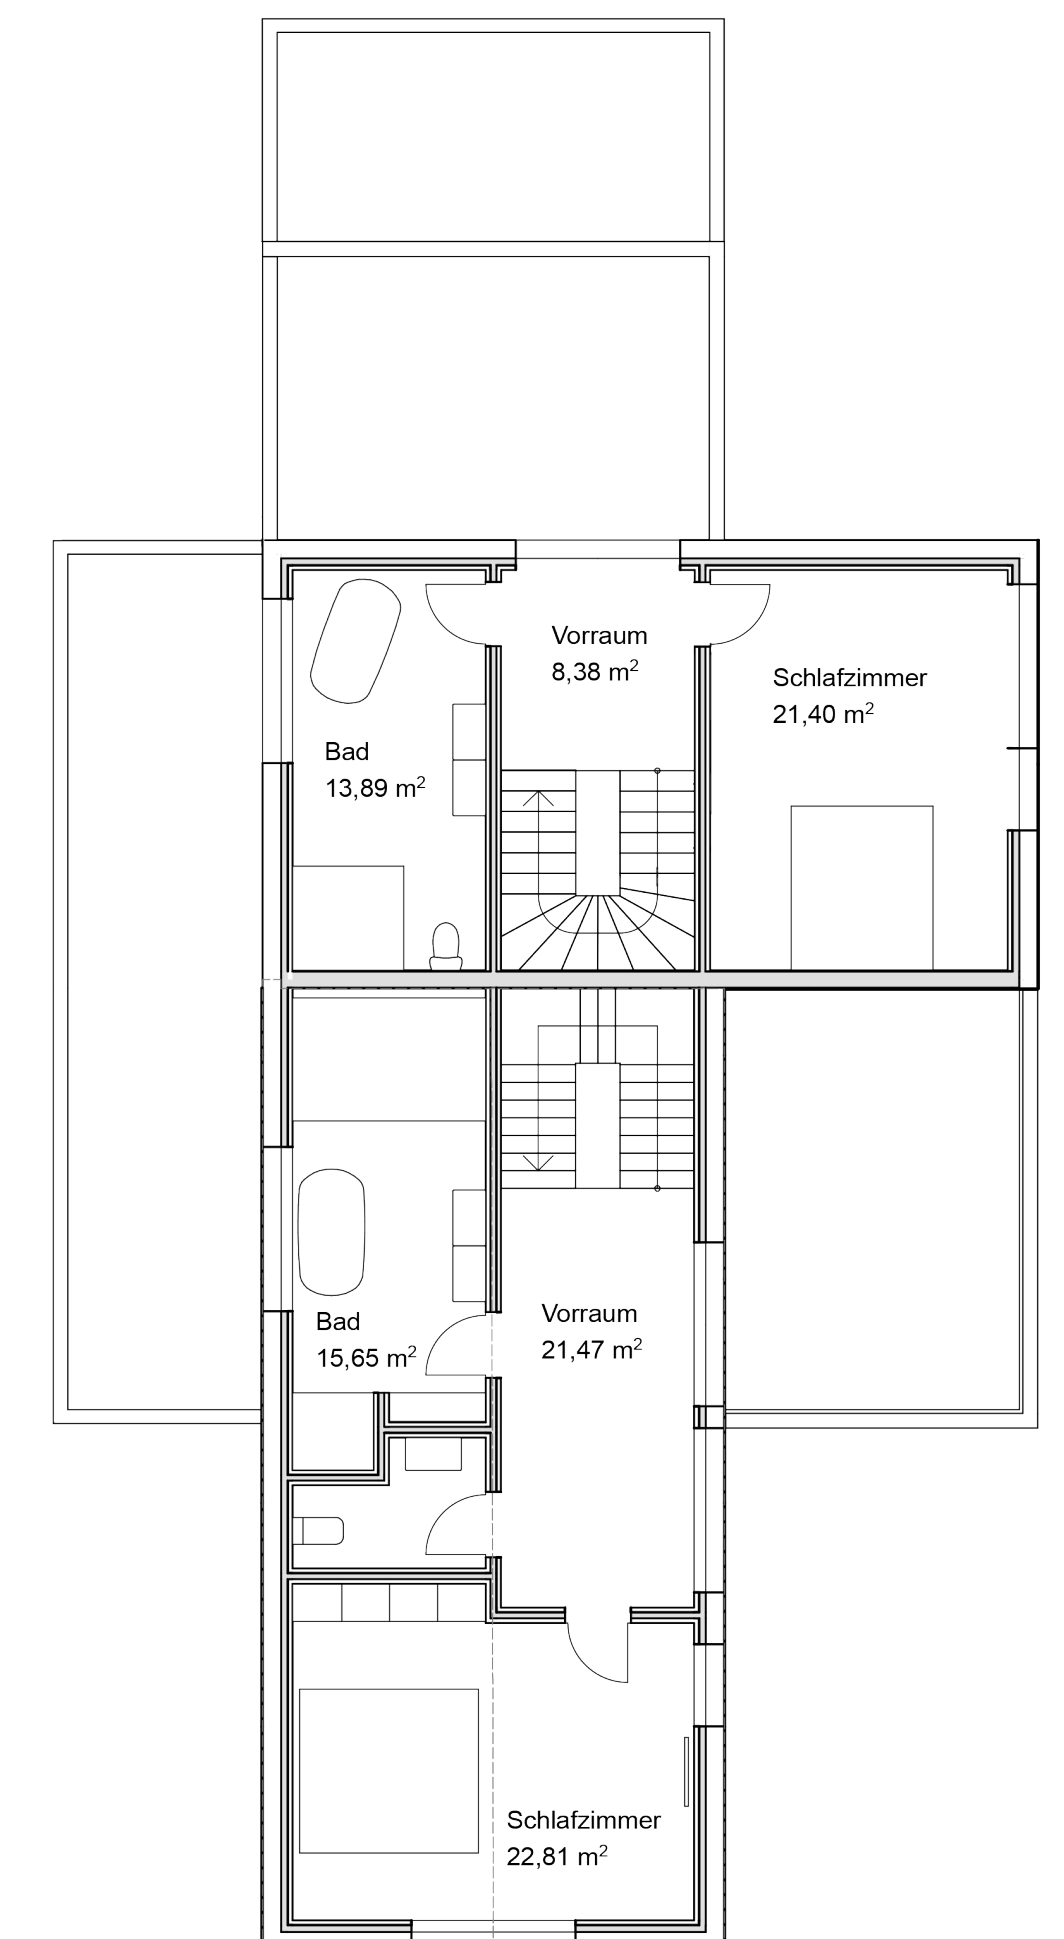 Vorraum
8,38 m²
Schlafzimmer
21,40 m²
Bad
13,89 m²
Vorraum
21,47 m²
Bad
15,65 m²
Schlafzimmer
22,81 m²